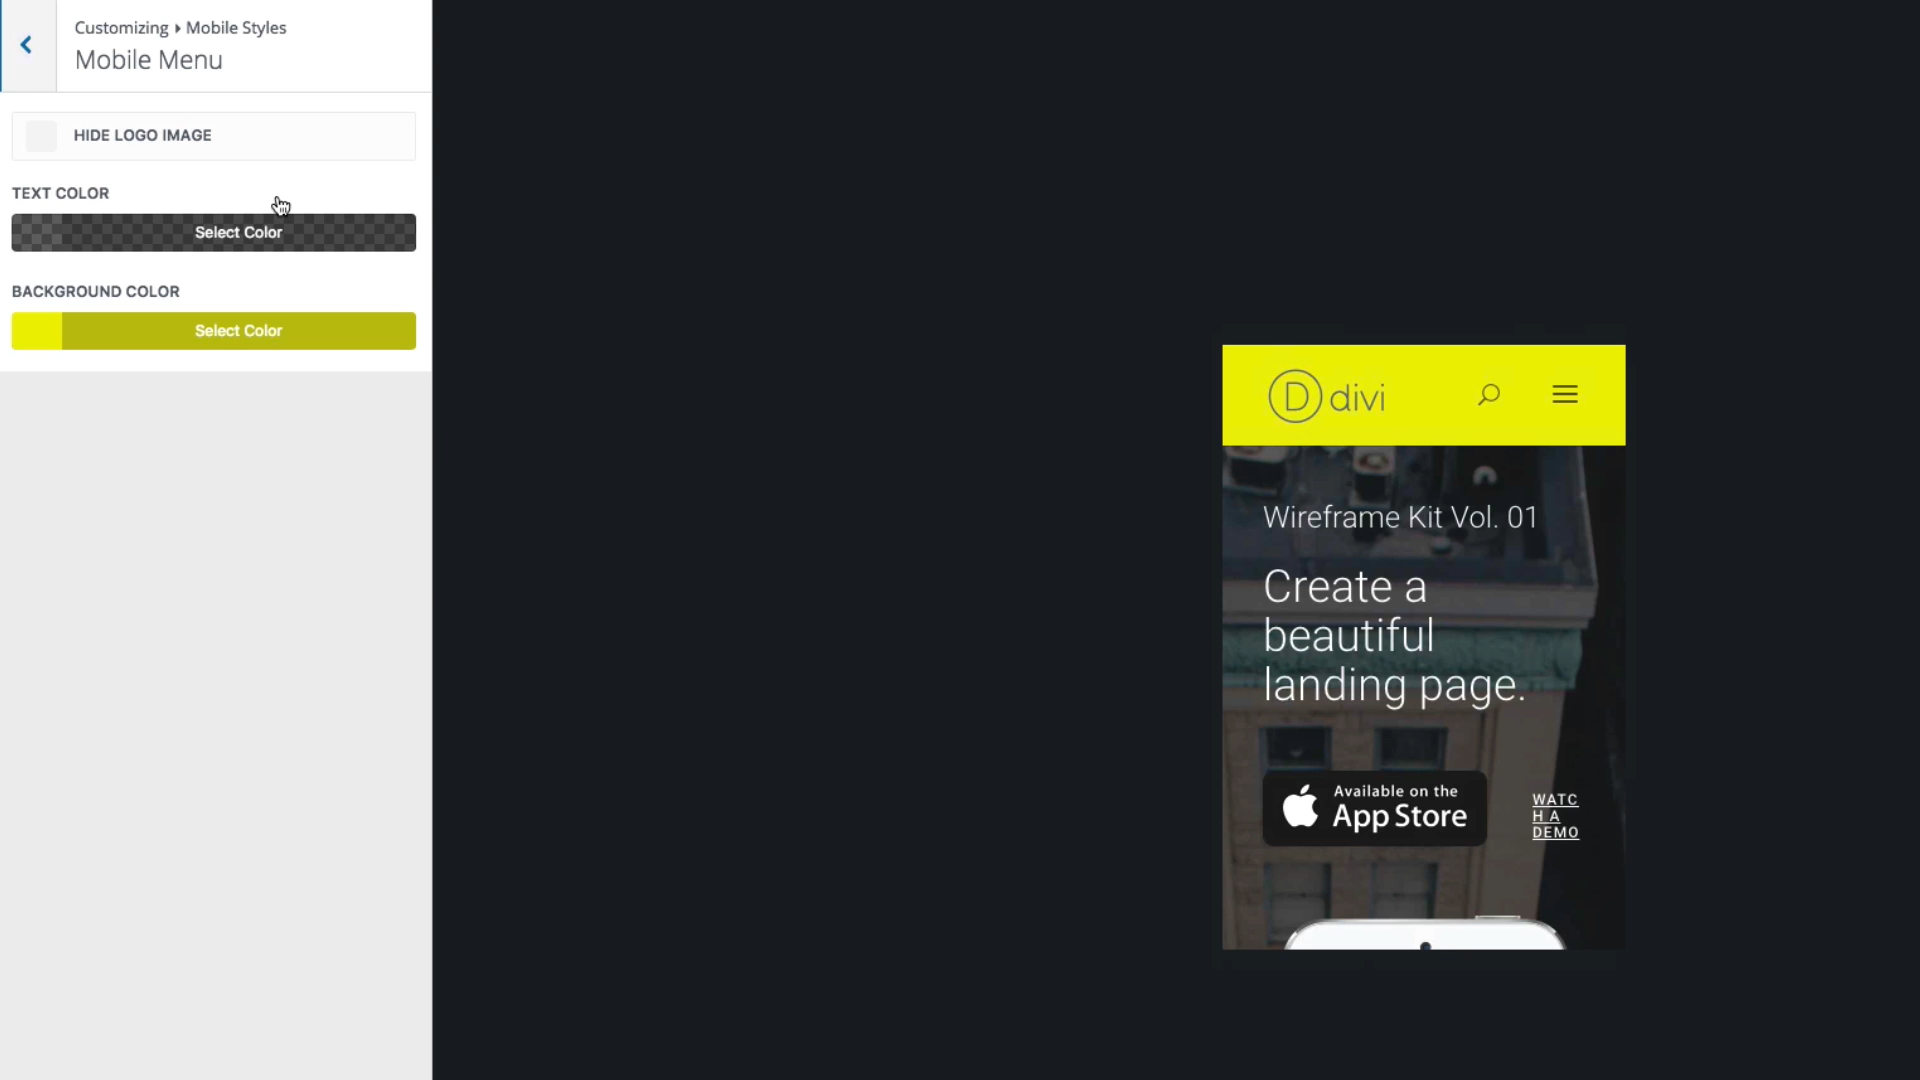 Customizing ▸ Mobile Styles
Mobile Menu
HIDE LOGO IMAGE
TEXT COLOR
Select Color
BACKGROUND COLOR
Select Color
D divi
Wireframe Kit Vol. 01
Create a
beautiful
landing page.
Available on the
App Store
WATC
H A
DEMO